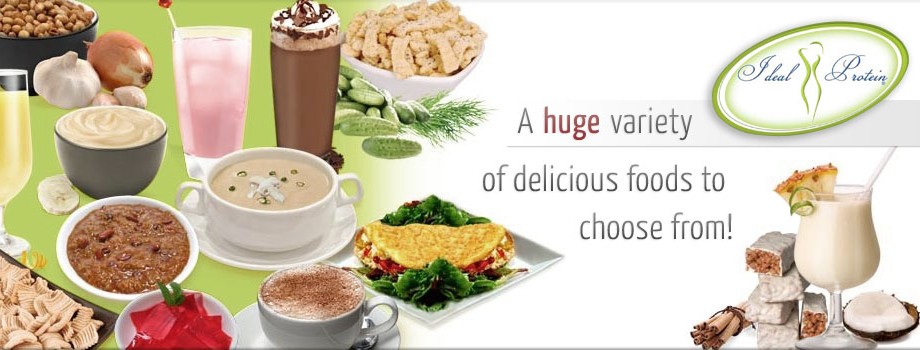 Ideal Protein
A huge variety
of delicious foods to
choose from!